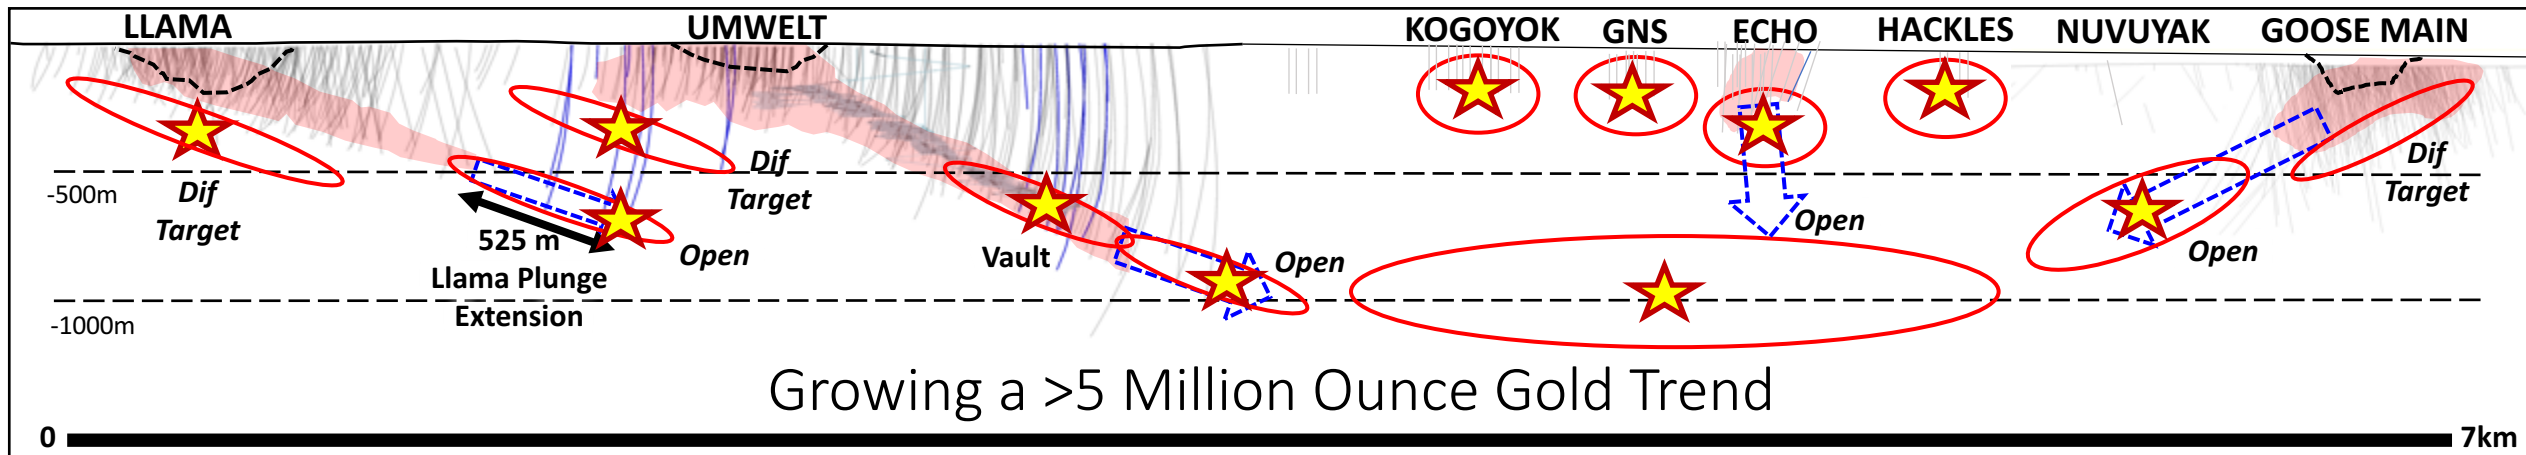 LLAMA
UMWELT
KOGOYOK
GNS
ECHO
HACKLES
NUVUYAK
GOOSE MAIN
-500m
Dif
Target
Dif
Target
Dif
Target
525 m
Llama Plunge
Extension
Open
Vault
Open
Open
Open
-1000m
Growing a >5 Million Ounce Gold Trend
0
7km